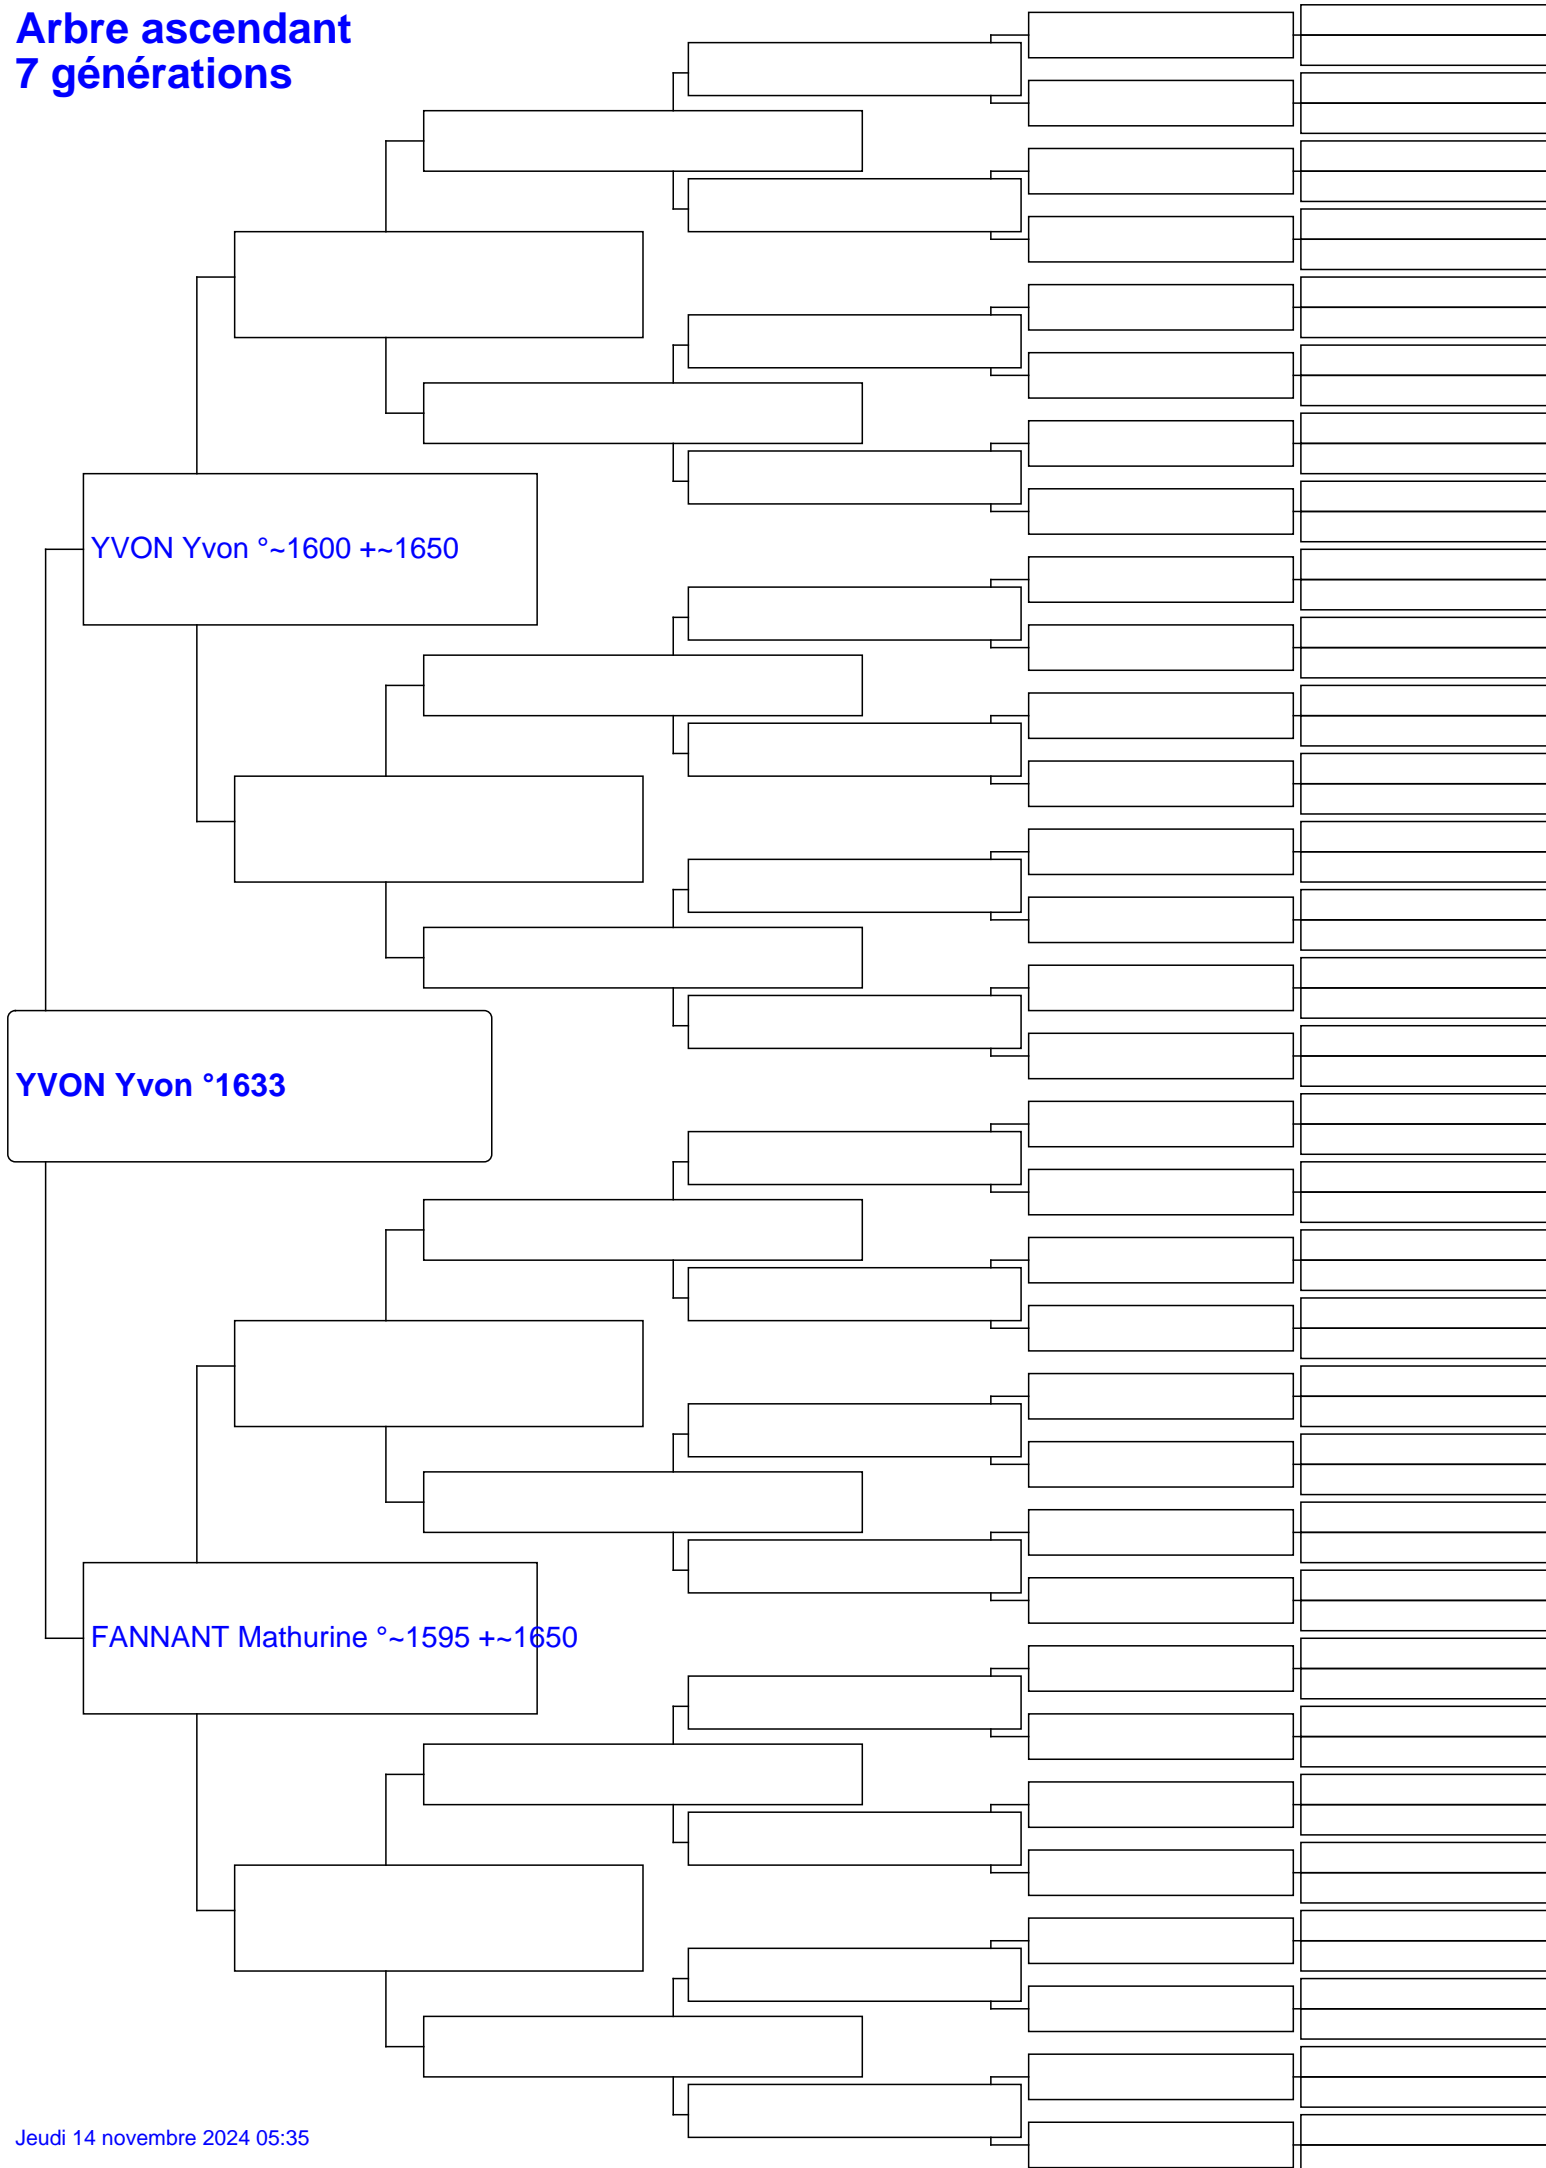 Arbre ascendant
7 générations
YVON Yvon °~1600 +~1650
YVON Yvon °1633
FANNANT Mathurine °~1595 +~1650
Jeudi 14 novembre 2024 05:35